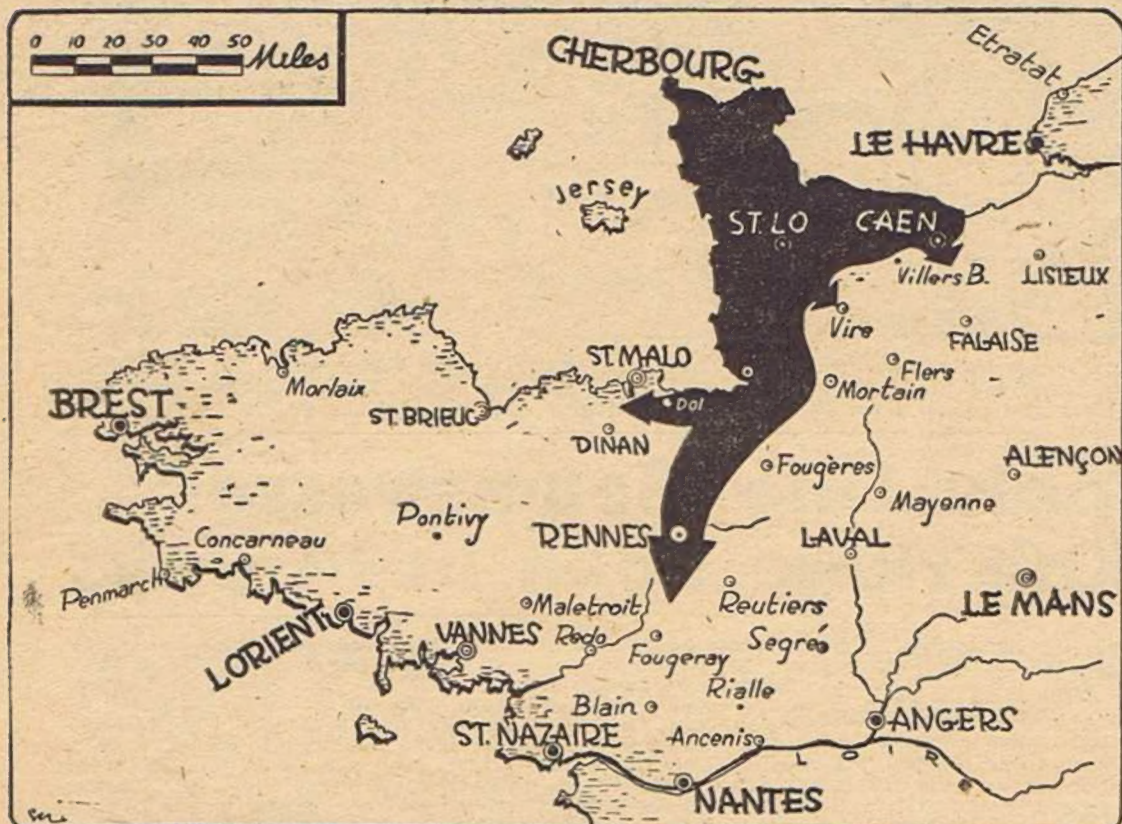 0 10 20 30 40 50 Miles
CHERBOURG
Etratat
LE HAVRE
Jersey
ST. LO
CAEN
Villers B.
LISIEUX
Vire
FALAISE
ST. MALO
Flers
Mortain
Morlaix
Dol
BREST
ST. BRIEUC
DINAN
Fougères
ALENÇON
Mayenne
Pontivy
RENNES
LAVAL
Concarneau
Penmarch
Maletroit
Reutiers
LE MANS
LORIENT
VANNES
Redo
Fougeray
Segré
Rialle
Blain
ANGERS
ST. NAZAIRE
Ancenis
L O I R
NANTES